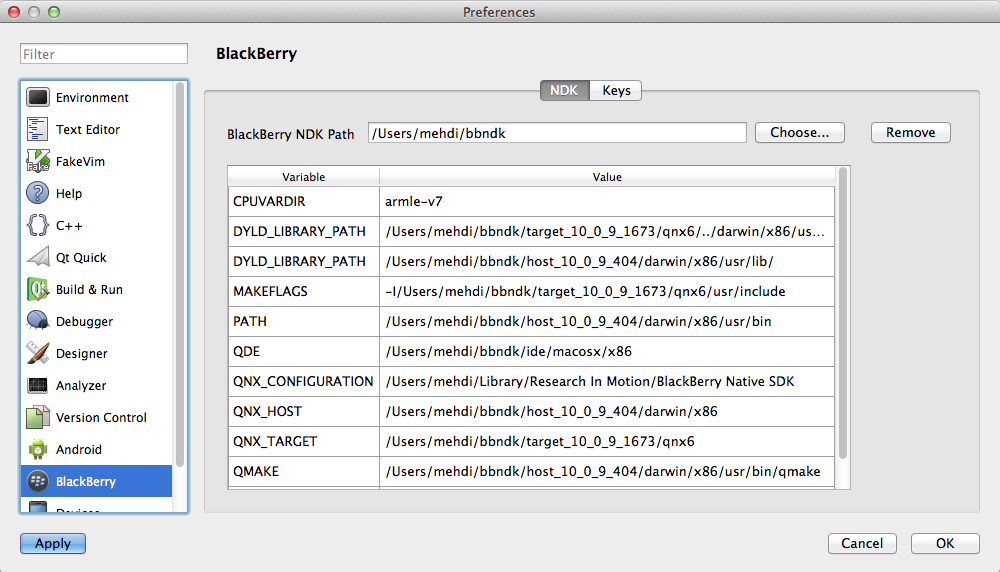 Preferences
Filter
BlackBerry
Environment
Text Editor
FakeVim
Help
C++
Qt Quick
Build & Run
Debugger
Designer
Analyzer
Version Control
Android
BlackBerry
Devices
NDK Keys
BlackBerry NDK Path /Users/mehdi/bbndk Choose... Remove
Variable Value
CPUVARDIR armle-v7
DYLD_LIBRARY_PATH /Users/mehdi/bbndk/target_10_0_9_1673/qnx6/../darwin/x86/us...
DYLD_LIBRARY_PATH /Users/mehdi/bbndk/host_10_0_9_404/darwin/x86/usr/lib/
MAKEFLAGS -I/Users/mehdi/bbndk/target_10_0_9_1673/qnx6/usr/include
PATH /Users/mehdi/bbndk/host_10_0_9_404/darwin/x86/usr/bin
QDE /Users/mehdi/bbndk/ide/macosx/x86
QNX_CONFIGURATION /Users/mehdi/Library/Research In Motion/BlackBerry Native SDK
QNX_HOST /Users/mehdi/bbndk/host_10_0_9_404/darwin/x86
QNX_TARGET /Users/mehdi/bbndk/target_10_0_9_1673/qnx6
QMAKE /Users/mehdi/bbndk/host_10_0_9_404/darwin/x86/usr/bin/qmake
Apply Cancel OK